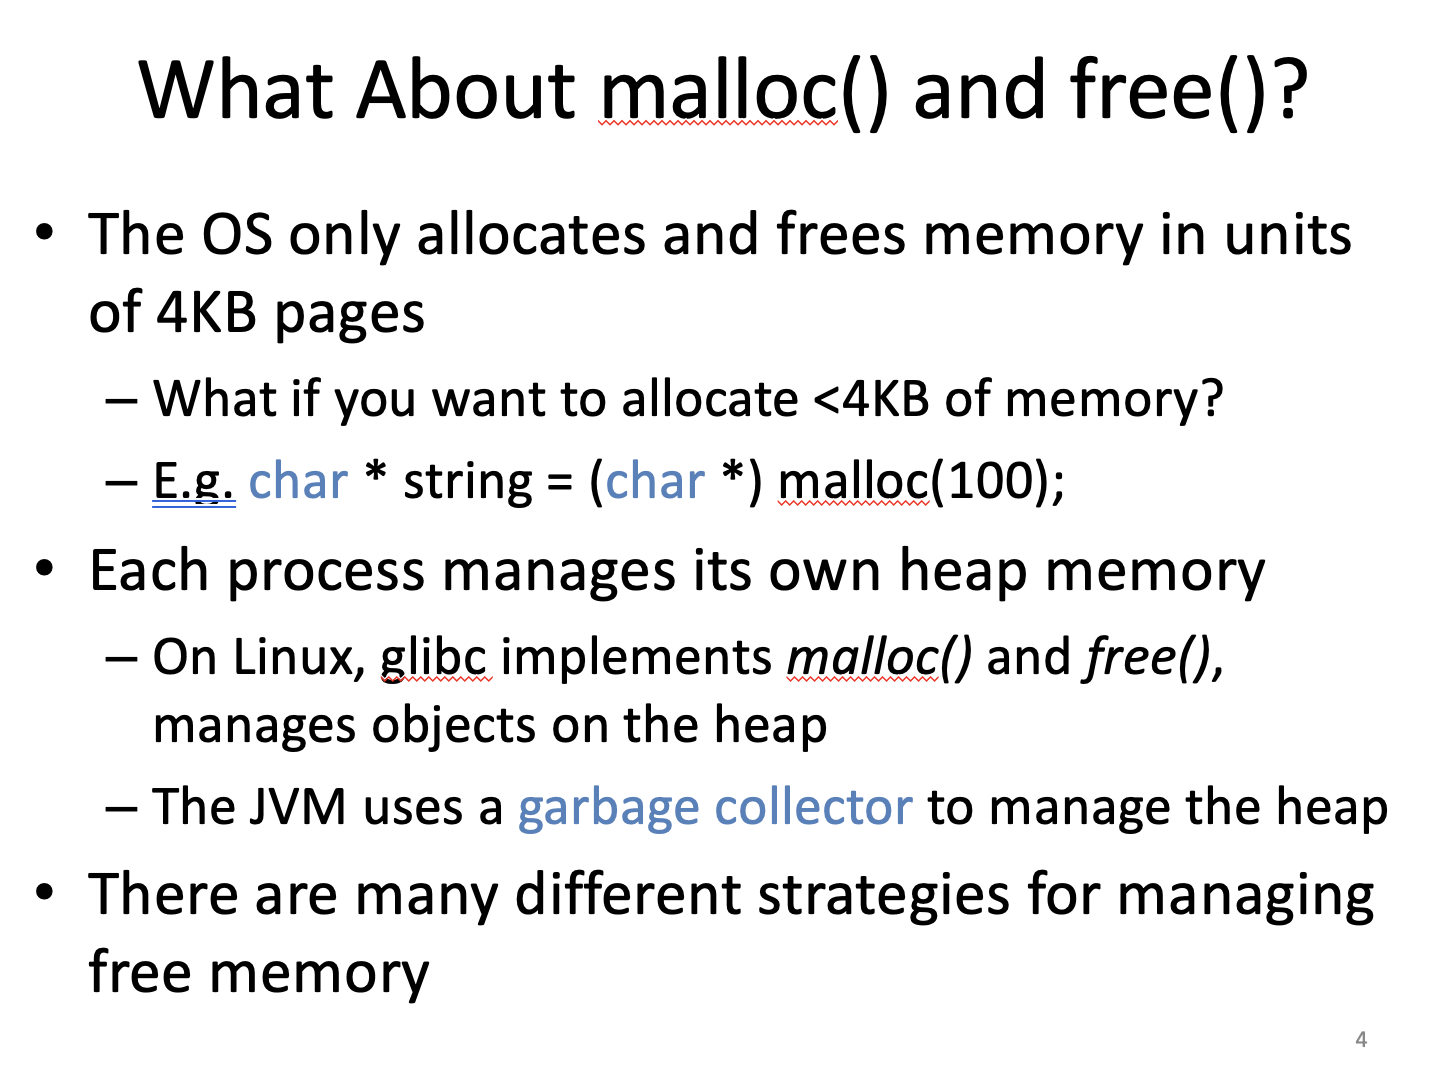 What About malloc() and free()?
• The OS only allocates and frees memory in units
of 4KB pages
– What if you want to allocate <4KB of memory?
– E.g. char * string = (char *) malloc(100);
• Each process manages its own heap memory
– On Linux, glibc implements malloc() and free(),
manages objects on the heap
– The JVM uses a garbage collector to manage the heap
• There are many different strategies for managing
free memory
4